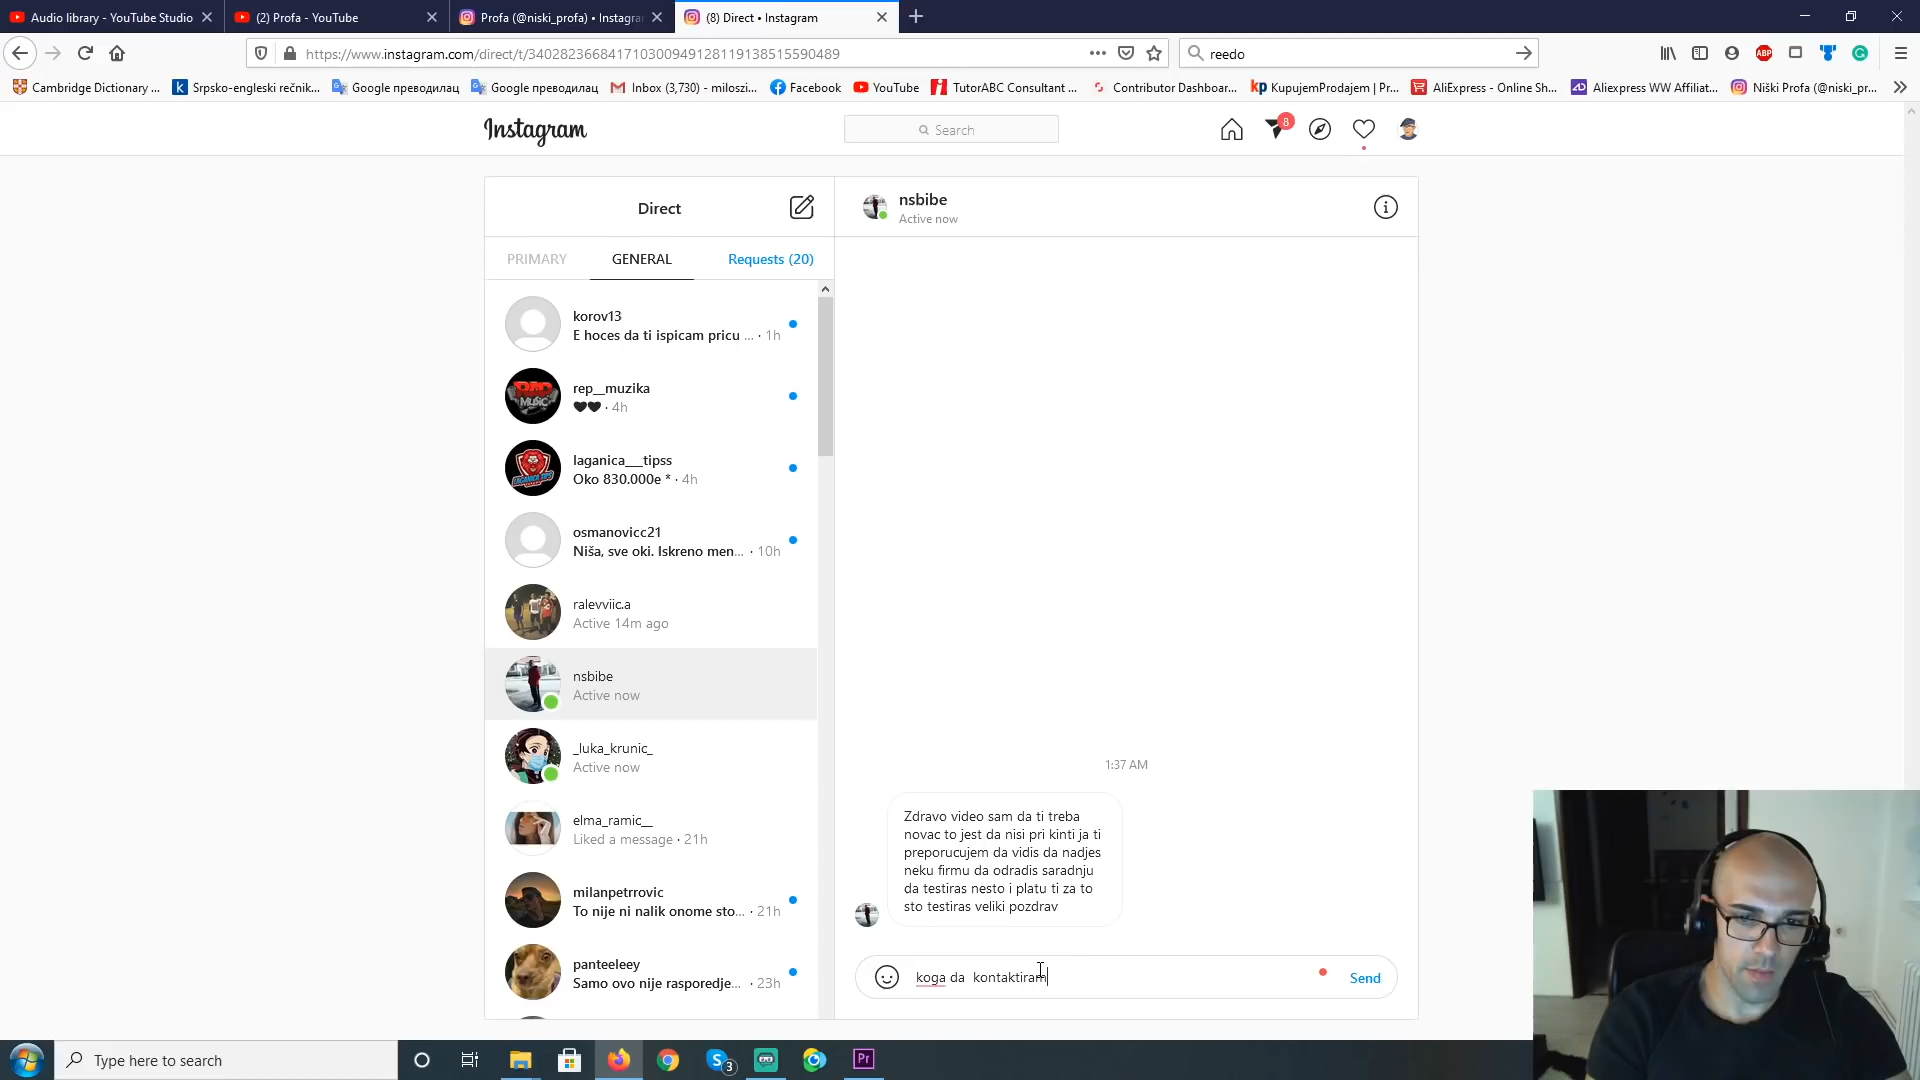 Audio library - YouTube Studio
(2) Profa - YouTube
Profa (@niski_profa) • Instagra
(8) Direct • Instagram
https://www.instagram.com/direct/t/340282366841710300949128119138515590489
reedo
Cambridge Dictionary ...
Srpsko-engleski rečnik...
Google преводилац
Google преводилац
Inbox (3,730) - miloszi...
Facebook
YouTube
TutorABC Consultant ...
Contributor Dashboar...
KupujemProdajem | Pr...
AliExpress - Online Sh...
Aliexpress WW Affiliat...
Niški Profa (@niski_pr...
Instagram
Search
8
Direct
nsbibe
Active now
PRIMARY
GENERAL
Requests (20)
korov13
E hoces da ti ispicam pricu ... · 1h
rep__muzika
🖤🖤 · 4h
laganica___tipss
Oko 830.000e * · 4h
osmanovicc21
Niša, sve oki. Iskreno men... · 10h
ralevviic.a
Active 14m ago
nsbibe
Active now
_luka_krunic_
Active now
elma_ramic__
Liked a message · 21h
milanpetrrovic
To nije ni nalik onome sto... · 21h
panteeleey
Samo ovo nije rasporedje... · 23h
1:37 AM
Zdravo video sam da ti treba
novac to jest da nisi pri kinti ja ti
preporucujem da vidis da nadjes
neku firmu da odradis saradnju
da testiras nesto i platu ti za to
sto testiras veliki pozdrav
koga da  kontaktiram
Send
Type here to search
3
Pr